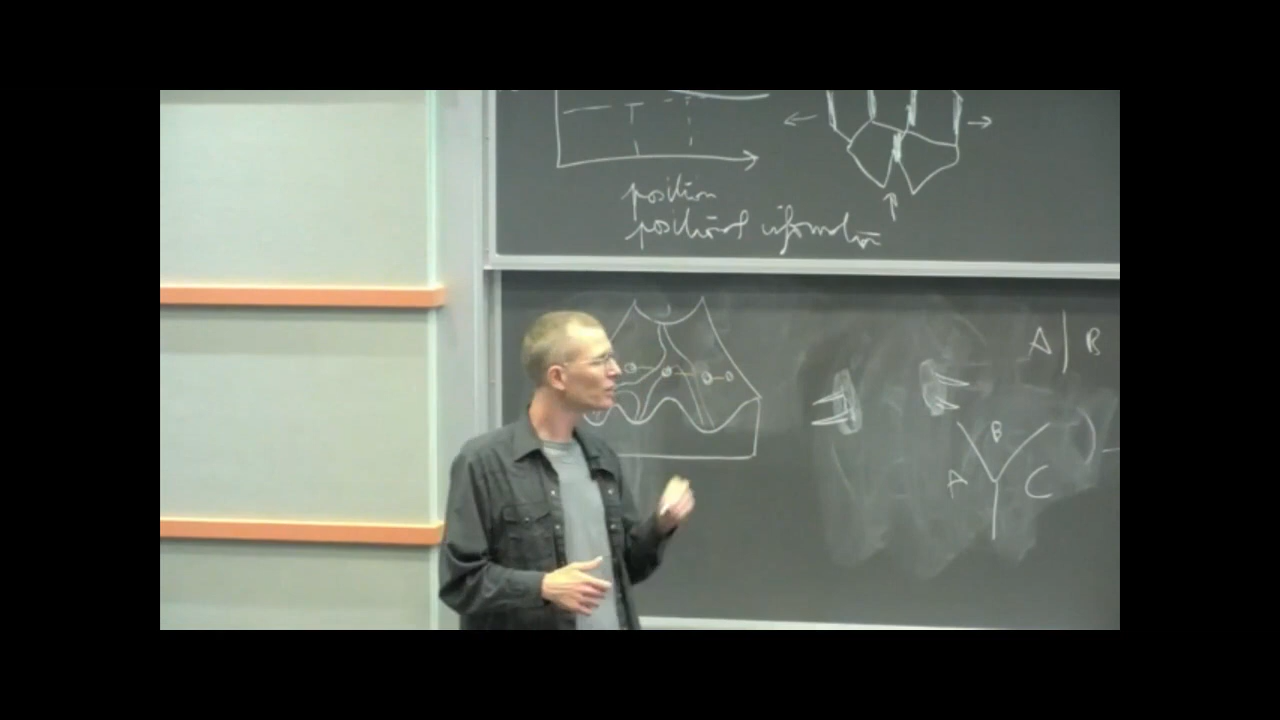 position
positional information
A | B
B
A C